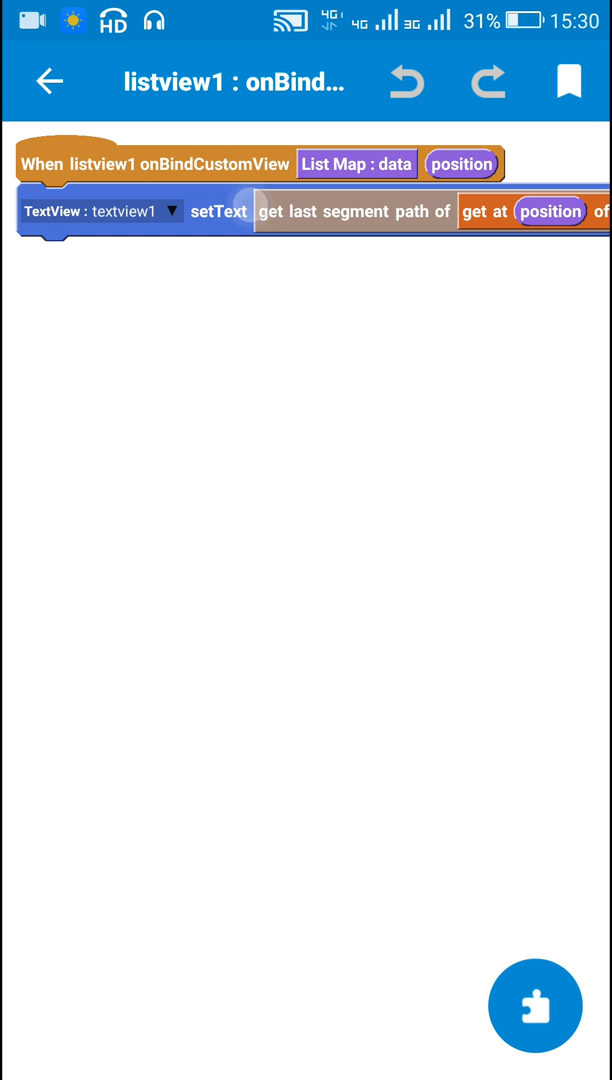 HD 4G 4G 3G 31% 15:30
listview1 : onBind...
When listview1 onBindCustomView List Map : data position
TextView : textview1 ▼ setText get last segment path of get at position of